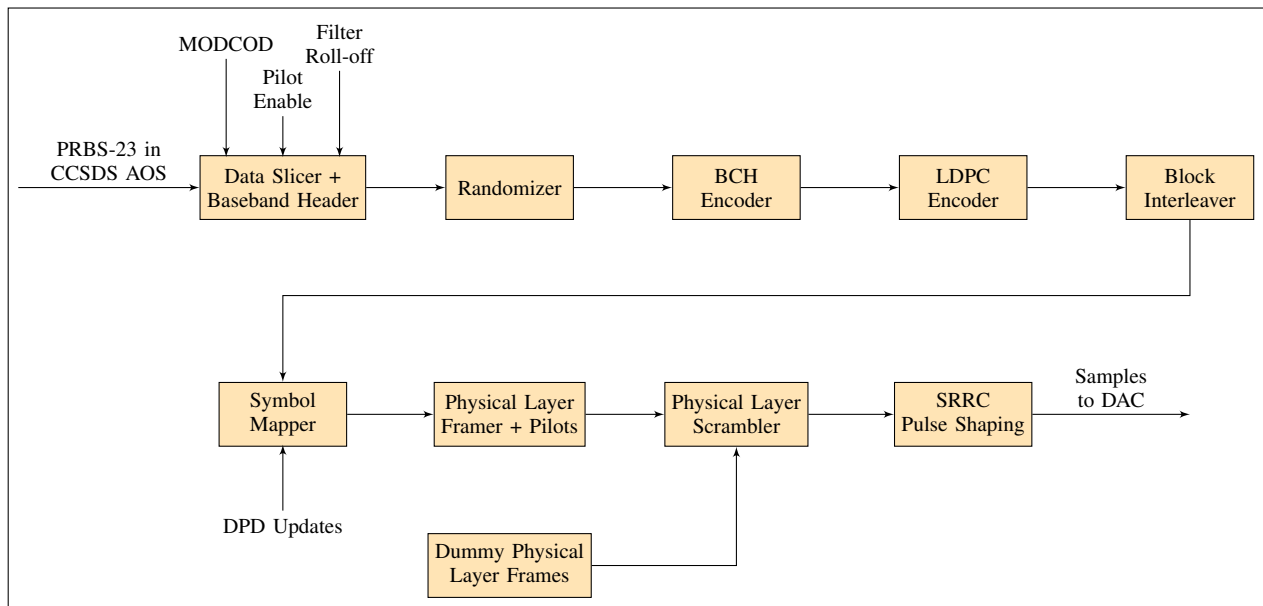 MODCOD
Filter
Roll-off
Pilot
Enable
PRBS-23 in
CCSDS AOS
Data Slicer +
Baseband Header
Randomizer
BCH
Encoder
LDPC
Encoder
Block
Interleaver
Symbol
Mapper
Physical Layer
Framer + Pilots
Physical Layer
Scrambler
SRRC
Pulse Shaping
Samples
to DAC
DPD Updates
Dummy Physical
Layer Frames